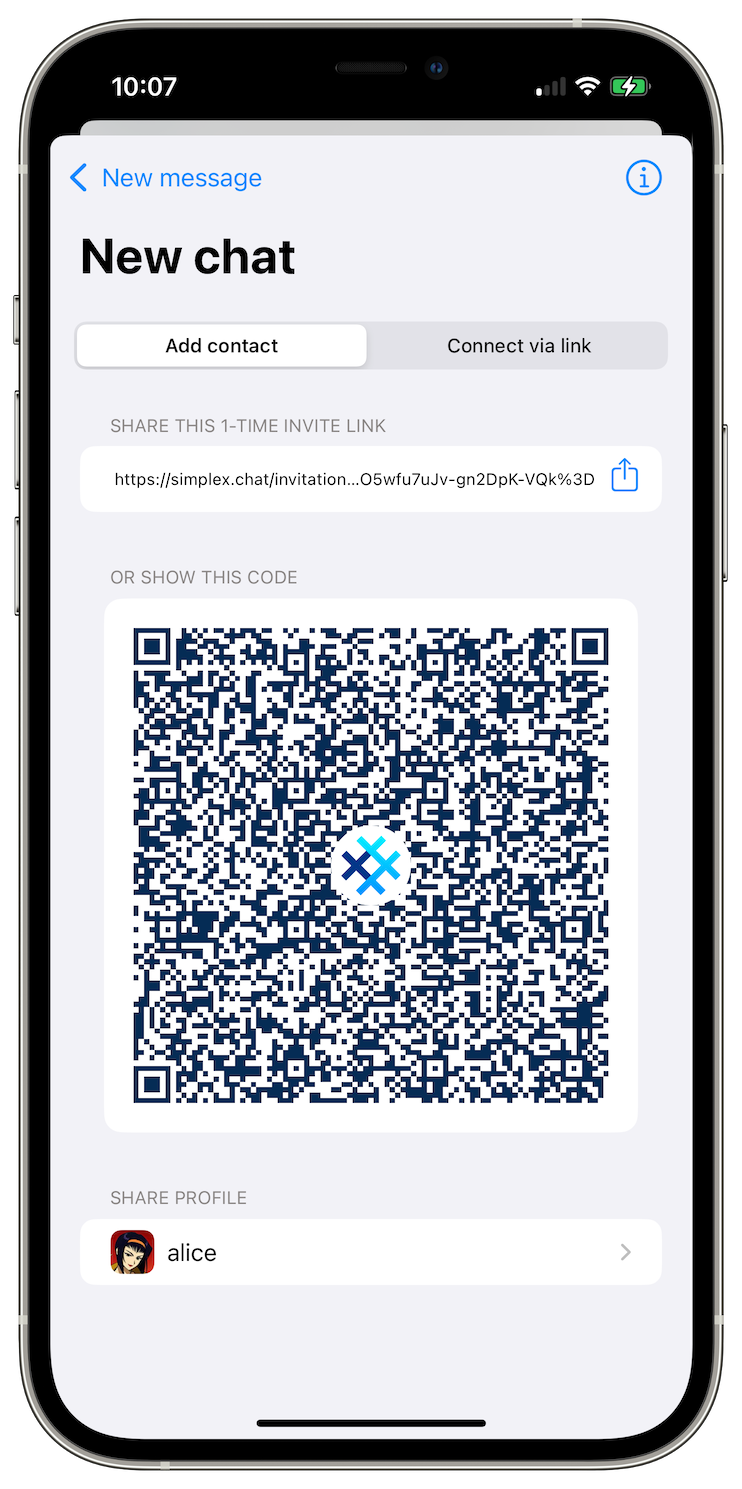 10:07
New message
New chat
Add contact
Connect via link
SHARE THIS 1-TIME INVITE LINK
https://simplex.chat/invitation...O5wfu7uJv-gn2DpK-VQk%3D
OR SHOW THIS CODE
SHARE PROFILE
alice